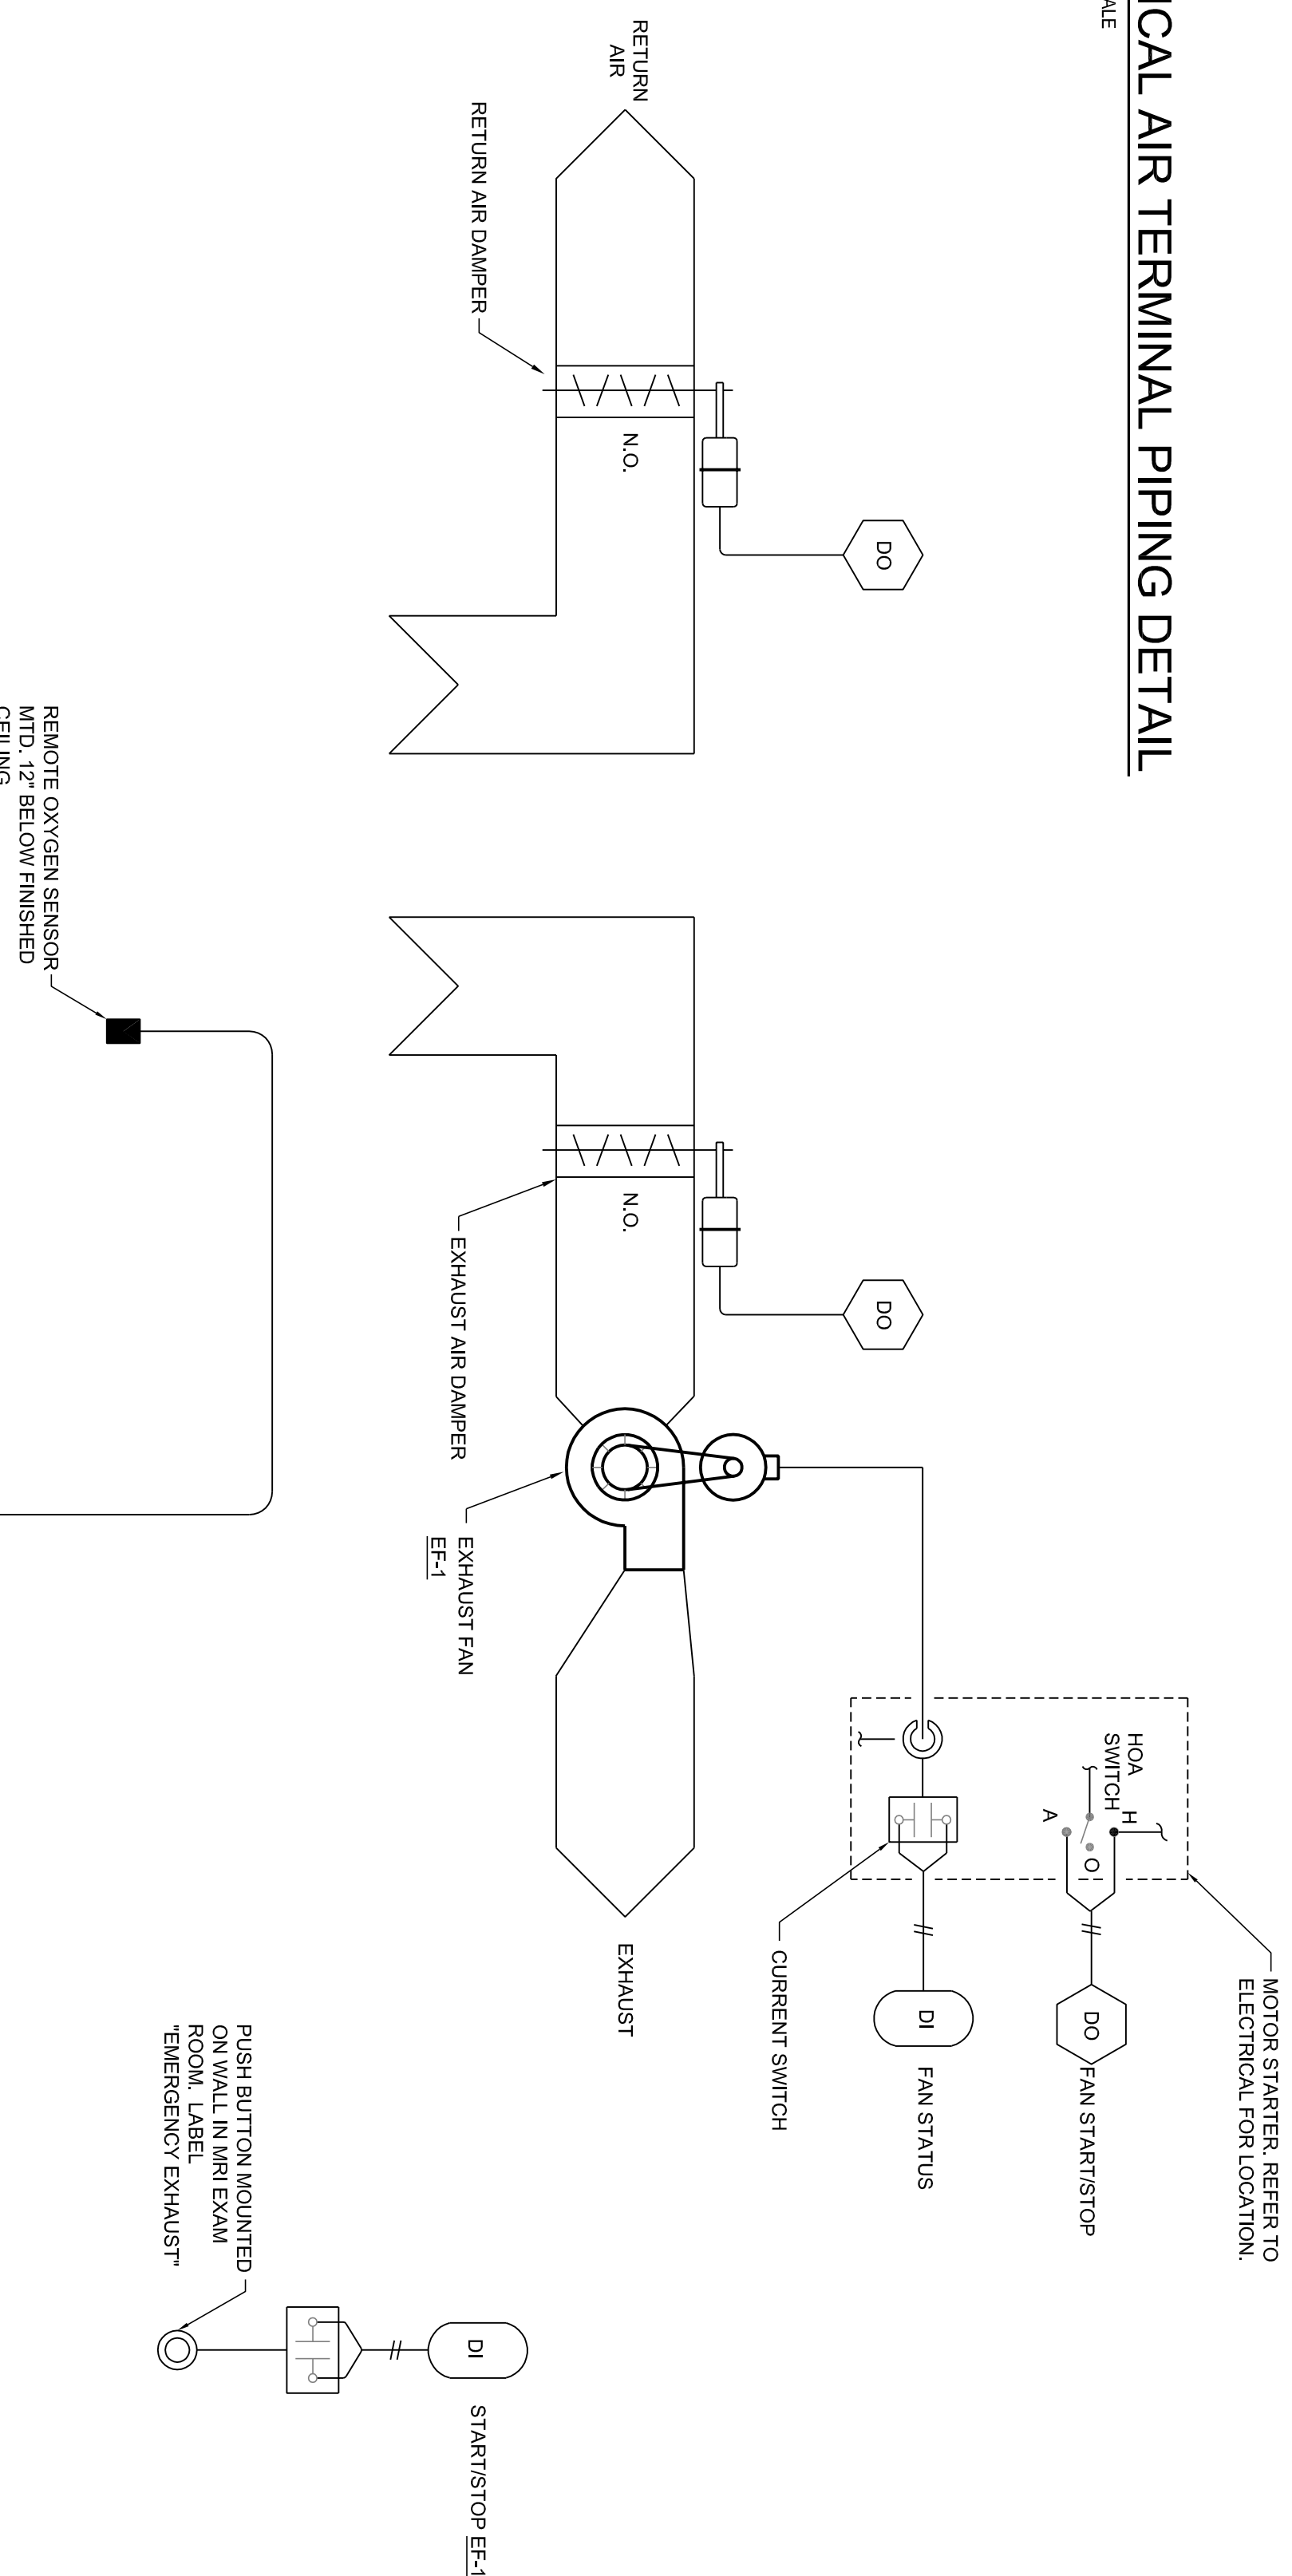 ICAL AIR TERMINAL PIPING DETAIL
ALE
MOTOR STARTER. REFER TO
ELECTRICAL FOR LOCATION.
HOA
SWITCH
H
O
A
DO
FAN START/STOP
DI
FAN STATUS
CURRENT SWITCH
DO
DO
RETURN
AIR
N.O.
N.O.
EXHAUST
RETURN AIR DAMPER
EXHAUST AIR DAMPER
EXHAUST FAN
EF-1
DI
START/STOP EF-1
PUSH BUTTON MOUNTED
ON WALL IN MRI EXAM
ROOM. LABEL
"EMERGENCY EXHAUST"
REMOTE OXYGEN SENSOR
MTD. 12" BELOW FINISHED
CEILING